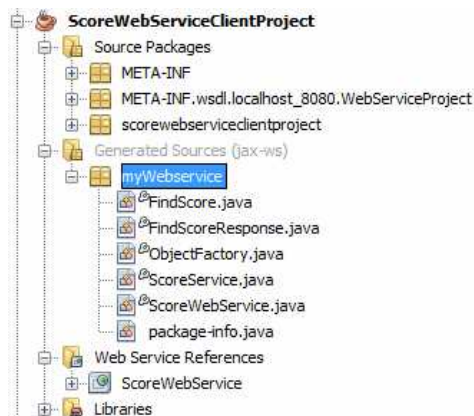 ScoreWebServiceClientProject
Source Packages
META-INF
META-INF.wsdl.localhost_8080.WebServiceProject
scorewebserviceclientproject
Generated Sources (jax-ws)
myWebservice
FindScore.java
FindScoreResponse.java
ObjectFactory.java
ScoreService.java
ScoreWebService.java
package-info.java
Web Service References
ScoreWebService
Libraries